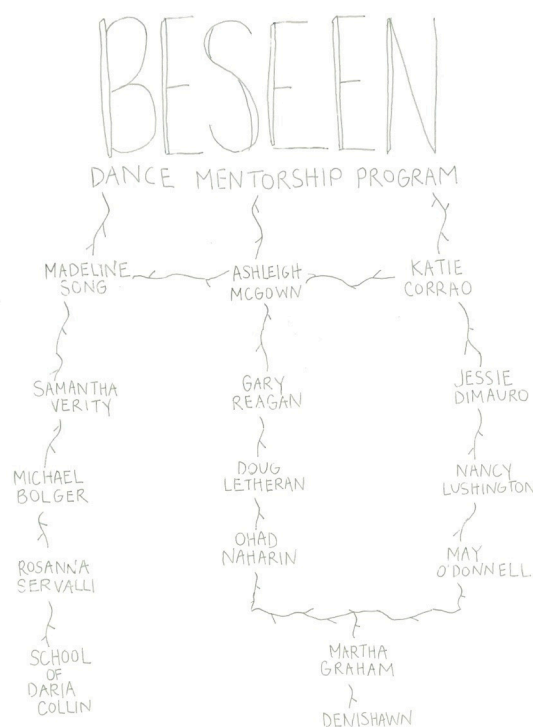 BESEEN
DANCE MENTORSHIP PROGRAM
MADELINE
SONG
ASHLEIGH
MCGOWN
KATIE
CORRAO
SAMANTHA
VERITY
GARY
REAGAN
JESSIE
DIMAURO
MICHAEL
BOLGER
DOUG
LETHERAN
NANCY
LUSHINGTON
ROSANNA
SERVALLI
OHAD
NAHARIN
MAY
O'DONNELL
SCHOOL
OF
DARIA
COLLIN
MARTHA
GRAHAM
DENISHAWN